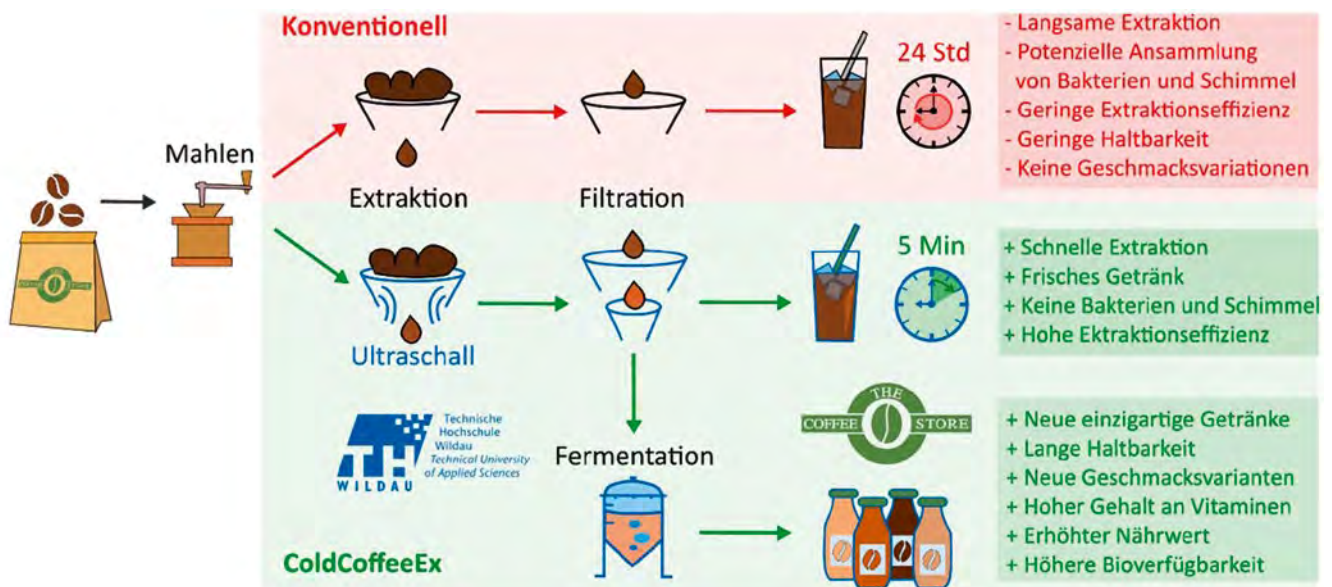 Konventionell
24 Std
- Langsame Extraktion
- Potenzielle Ansammlung
von Bakterien und Schimmel
- Geringe Extraktionseffizienz
- Geringe Haltbarkeit
- Keine Geschmacksvariationen
Mahlen
Extraktion
Filtration
5 Min
+ Schnelle Extraktion
+ Frisches Getränk
+ Keine Bakterien und Schimmel
+ Hohe Ektraktionseffizienz
Ultraschall
TH
WILDAU
Technische
Hochschule
Wildau
Technical University
of Applied Sciences
Fermentation
THE
COFFEE STORE
+ Neue einzigartige Getränke
+ Lange Haltbarkeit
+ Neue Geschmacksvarianten
+ Hoher Gehalt an Vitaminen
+ Erhöhter Nährwert
+ Höhere Bioverfügbarkeit
ColdCoffeeEx